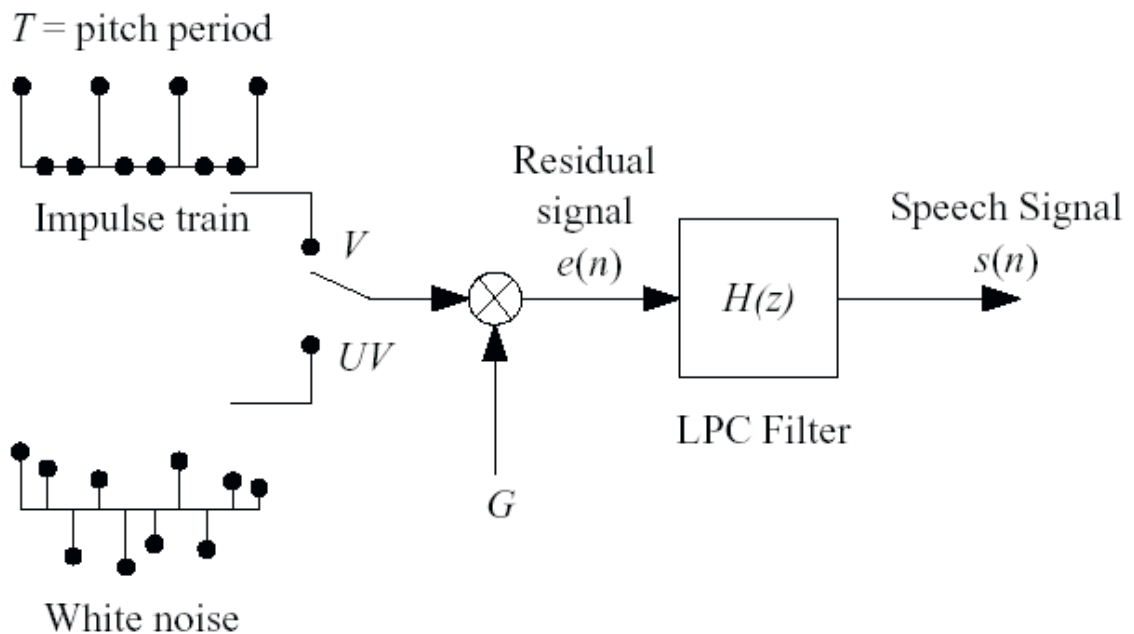 T = pitch period
Impulse train
V
UV
White noise
G
Residual
signal
e(n)
H(z)
LPC Filter
Speech Signal
s(n)